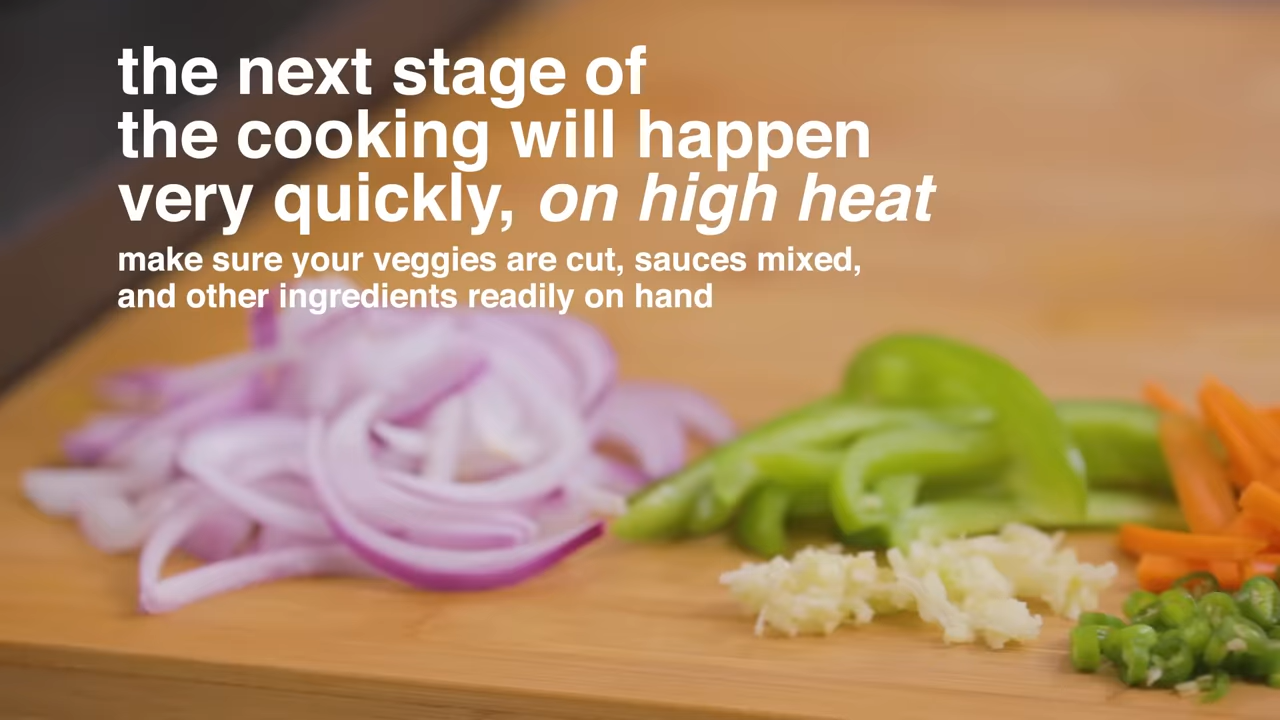 the next stage of
the cooking will happen
very quickly, on high heat
make sure your veggies are cut, sauces mixed,
and other ingredients readily on hand